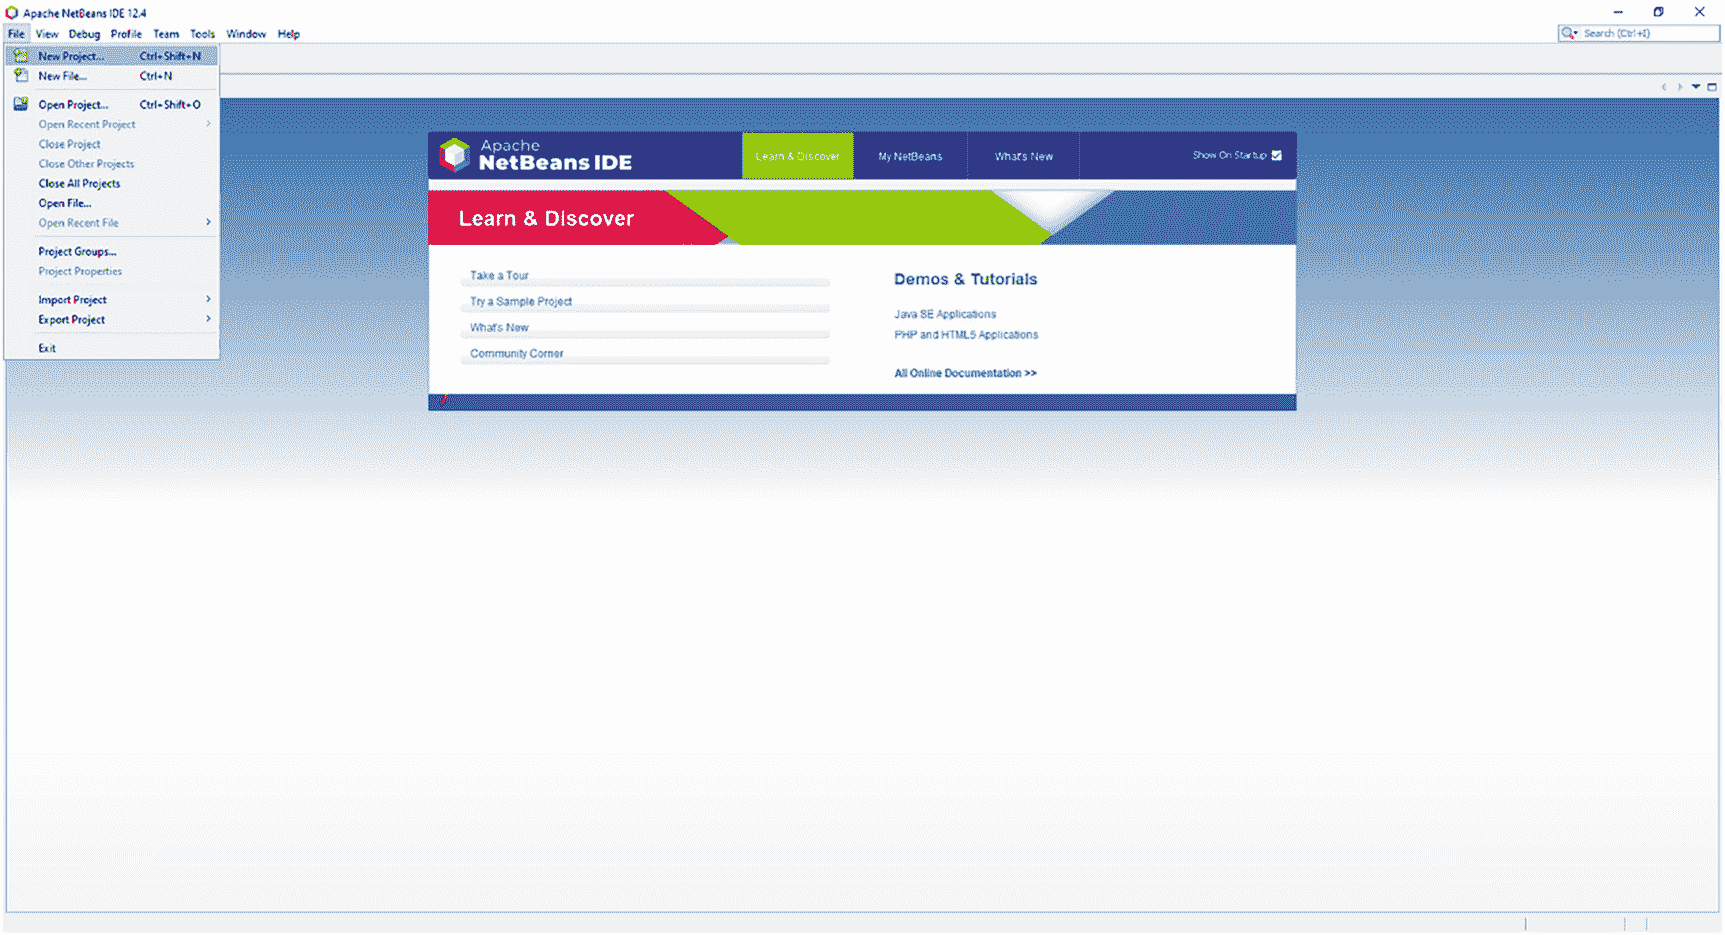 Apache NetBeans IDE 12.4
File View Debug Profile Team Tools Window Help
Search (Ctrl+I)
New Project... Ctrl+Shift+N
New File... Ctrl+N
Open Project... Ctrl+Shift+O
Open Recent Project
Close Project
Close Other Projects
Close All Projects
Open File...
Open Recent File
Project Groups...
Project Properties
Import Project
Export Project
Exit
Apache
NetBeans IDE
Learn & Discover
My NetBeans
What's New
Show On Startup
Learn & Discover
Take a Tour
Try a Sample Project
What's New
Community Corner
Demos & Tutorials
Java SE Applications
PHP and HTML5 Applications
All Online Documentation >>